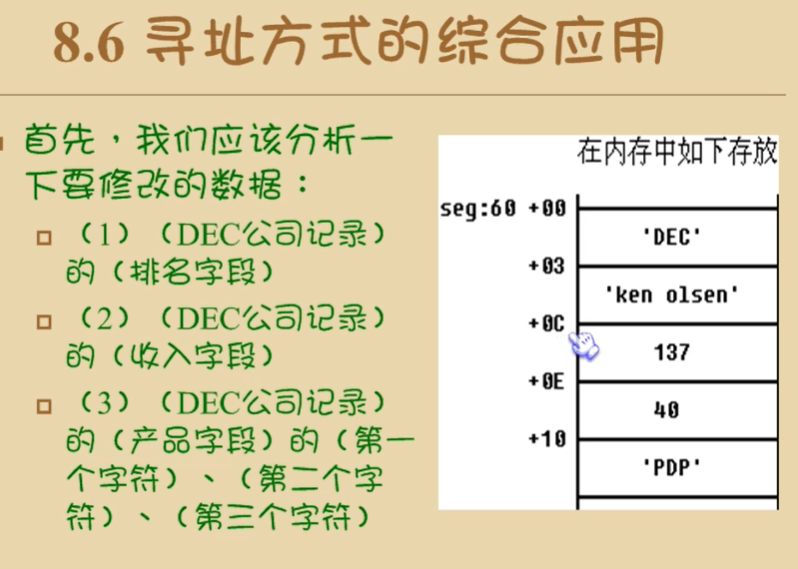 8.6 寻址方式的综合应用
首先，我们应该分析一
下要修改的数据：
（1）（DEC公司记录）
的（排名字段）
（2）（DEC公司记录）
的（收入字段）
（3）（DEC公司记录）
的（产品字段）的（第一
个字符）、（第二个字
符）、（第三个字符）
在内存中如下存放
seg:60 +00
'DEC'
+03
'ken olsen'
+0C
137
+0E
40
+10
'PDP'